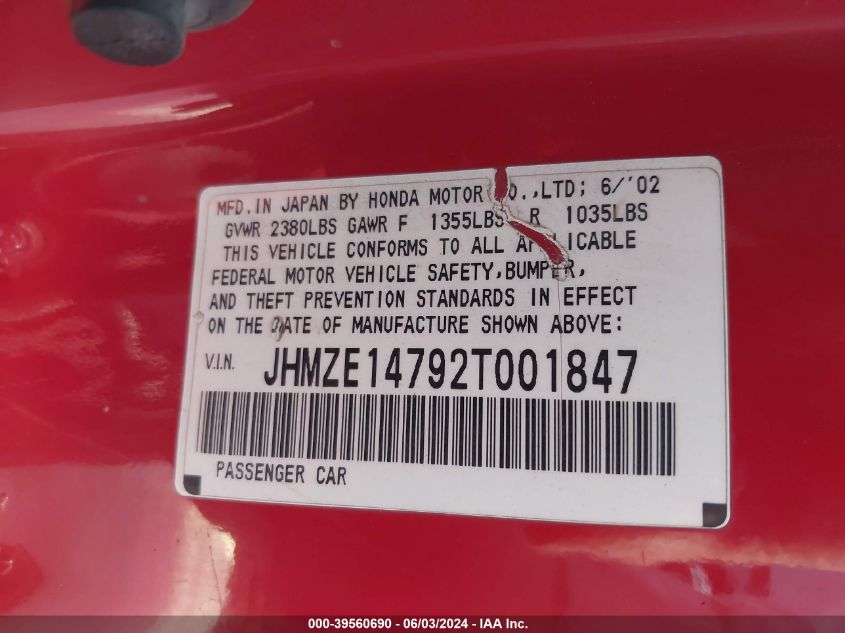 MFD.IN JAPAN BY HONDA MOTOR CO.,LTD; 6/'02
GVWR 2380LBS GAWR F 1355LBS R 1035LBS
THIS VEHICLE CONFORMS TO ALL APPLICABLE
FEDERAL MOTOR VEHICLE SAFETY,BUMPER,
AND THEFT PREVENTION STANDARDS IN EFFECT
ON THE DATE OF MANUFACTURE SHOWN ABOVE:
V.I.N. JHMZE14792T001847
PASSENGER CAR
000-39560690 - 06/03/2024 - IAA Inc.